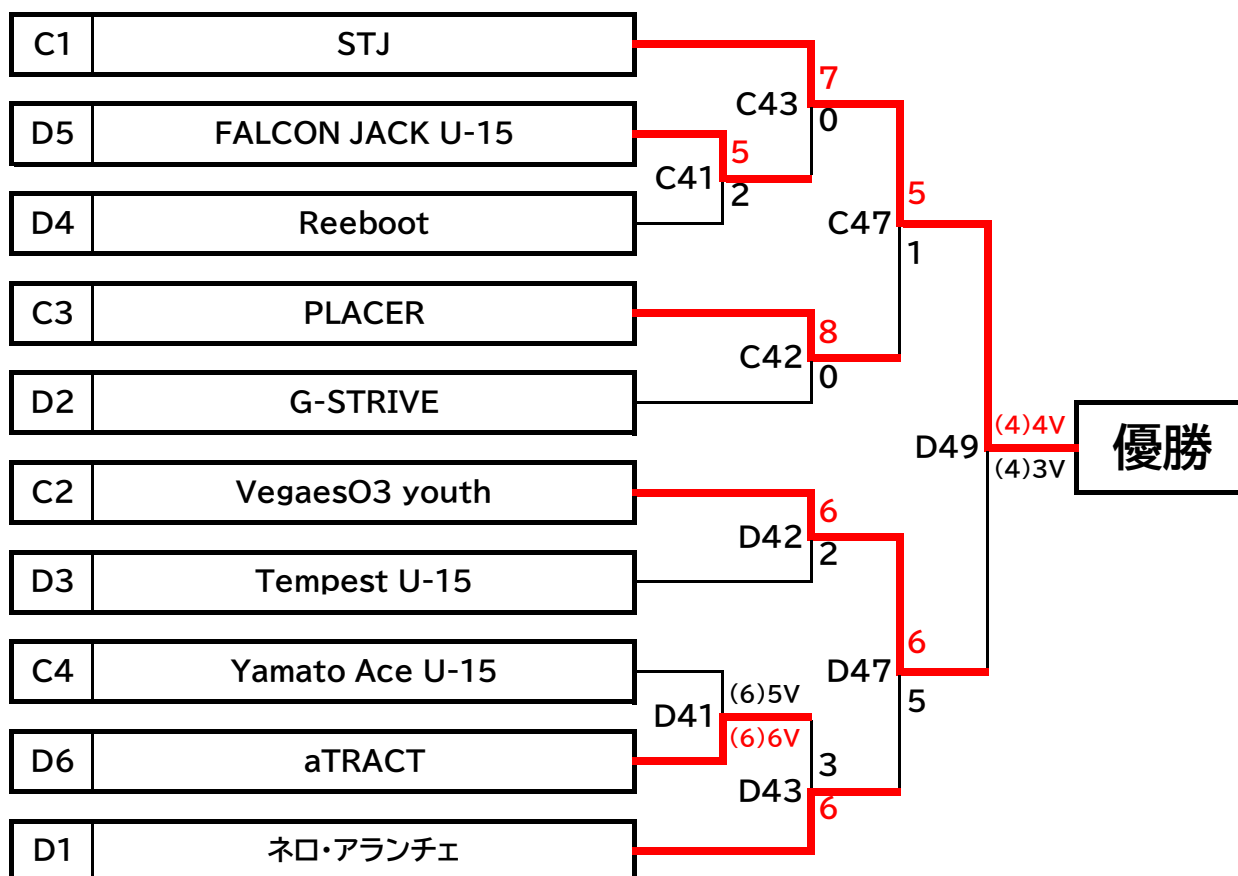 C1 STJ
7
C43
0
D5 FALCON JACK U-15
5
C41
2
D4 Reeboot
5
C47
1
C3 PLACER
8
C42
0
D2 G-STRIVE
(4)4V
D49
(4)3V
優勝
C2 VegaesO3 youth
6
D42
2
D3 Tempest U-15
6
D47
5
C4 Yamato Ace U-15
(6)5V
D41
(6)6V
D6 aTRACT
3
D43
6
D1 ネロ・アランチェ